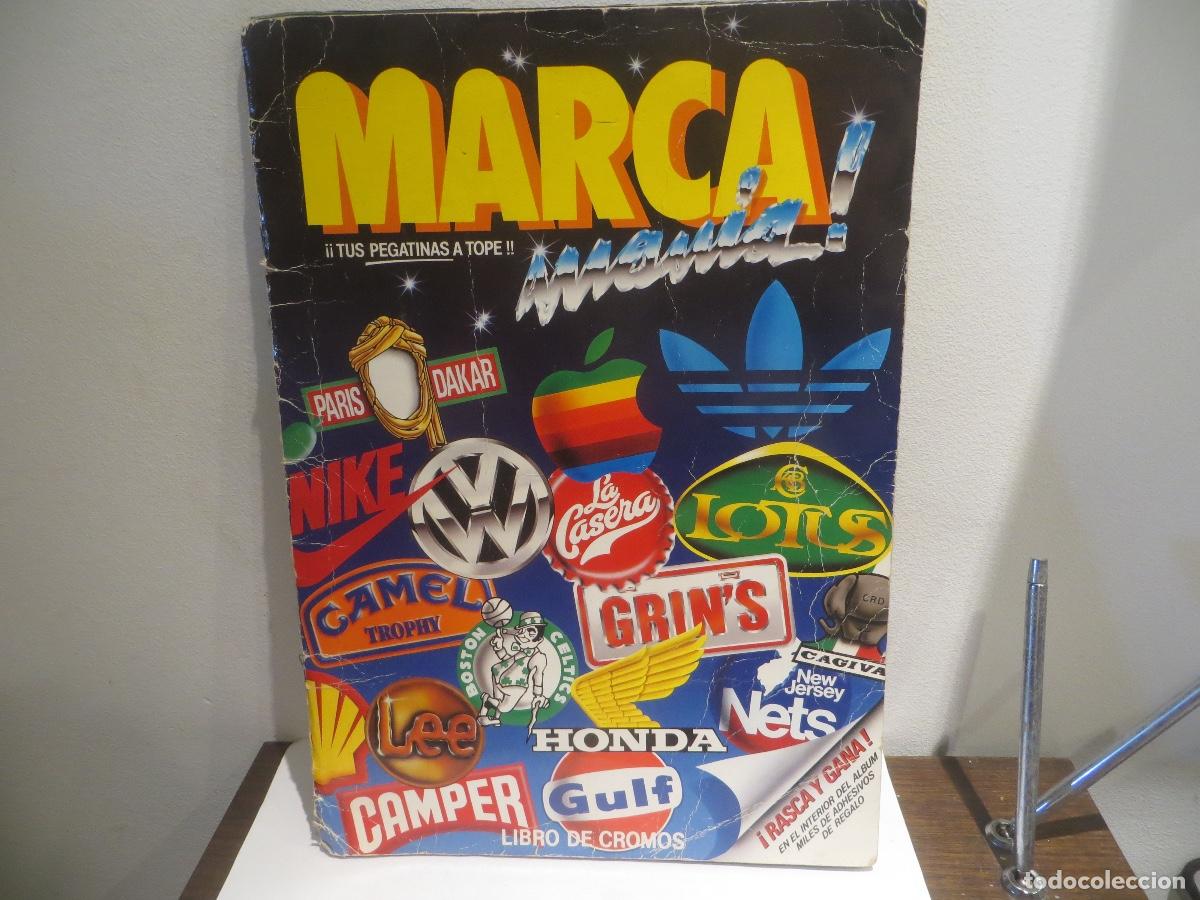 MARCA
manía!
¡¡TUS PEGATINAS A TOPE!!
PARIS DAKAR
NIKE
VW
La
Casera
LOTUS
CAMEL
TROPHY
GRIN'S
CRD
CAGIVA
BOSTON CELTICS
New
Jersey
Nets
Lee
HONDA
CAMPER
Gulf
¡RASCA Y GANA!
EN EL INTERIOR DEL ALBUM
MILES DE ADHESIVOS
DE REGALO
LIBRO DE CROMOS
todocoleccion